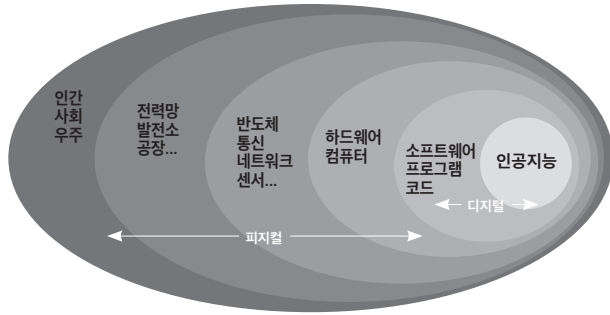 인간
사회
우주
전력망
발전소
공장...
반도체
통신
네트워크
센서...
하드웨어
컴퓨터
소프트웨어
프로그램
코드
인공지능
디지털
피지컬